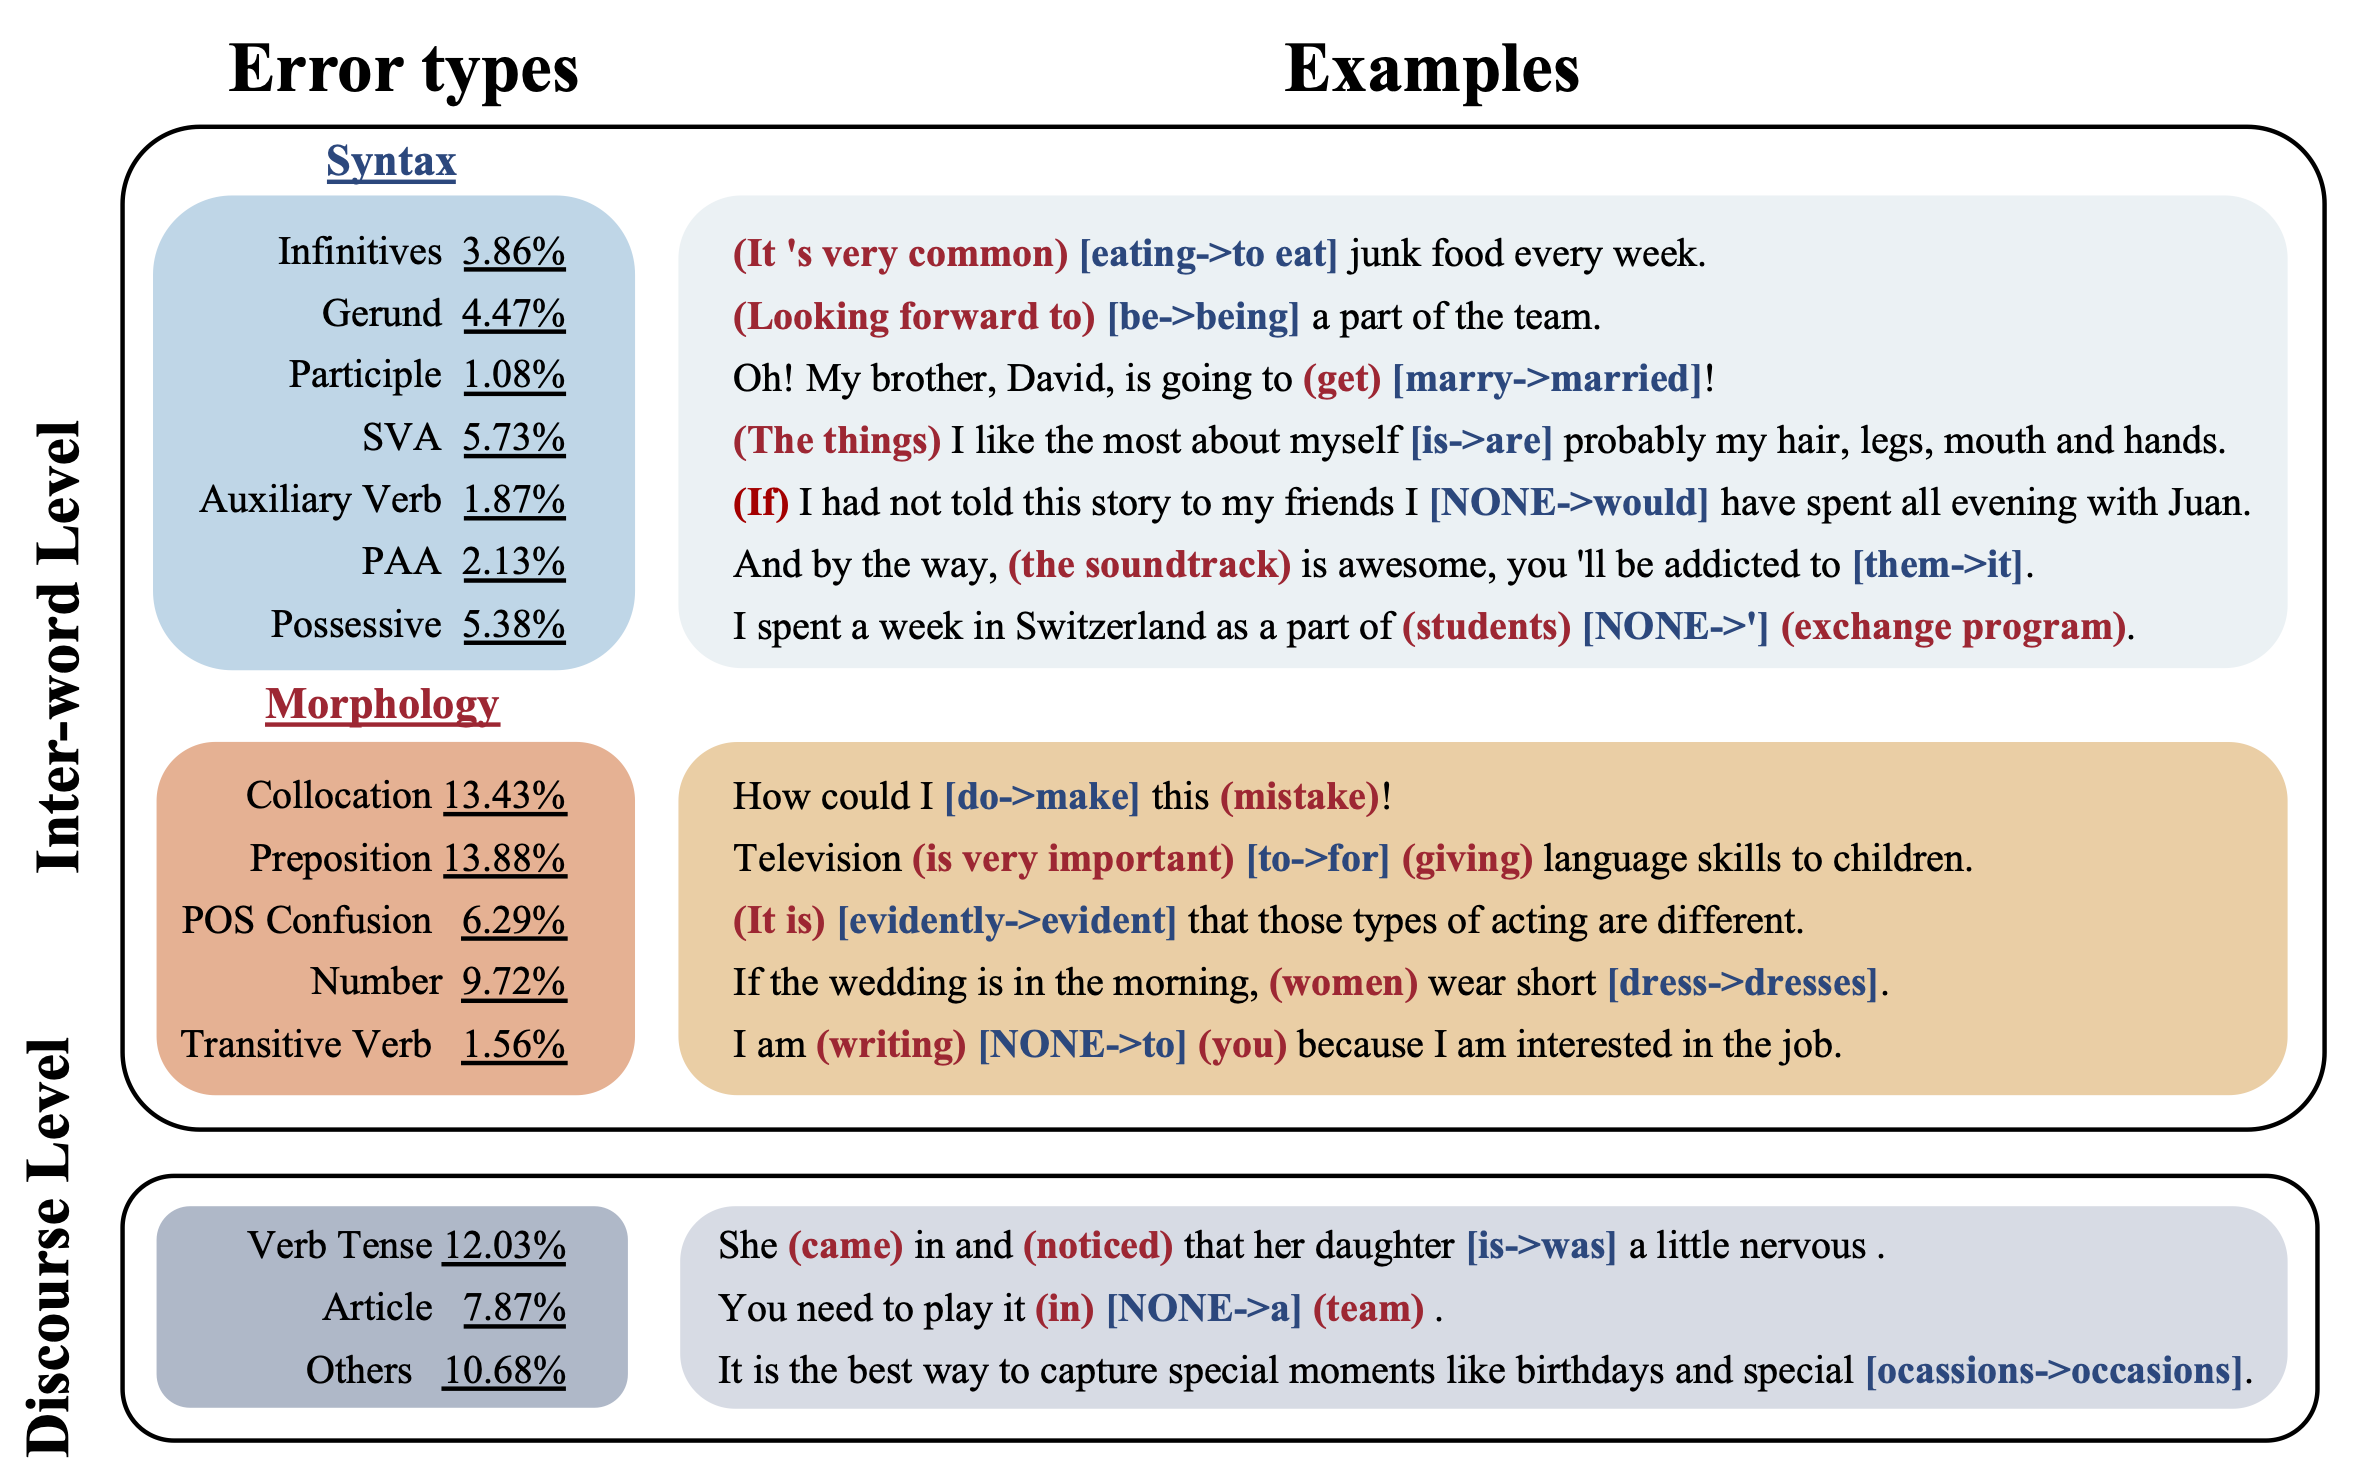 Error types Examples
Inter-word Level
Syntax
Infinitives 3.86% (It 's very common) [eating->to eat] junk food every week.
Gerund 4.47% (Looking forward to) [be->being] a part of the team.
Participle 1.08% Oh! My brother, David, is going to (get) [marry->married]!
SVA 5.73% (The things) I like the most about myself [is->are] probably my hair, legs, mouth and hands.
Auxiliary Verb 1.87% (If) I had not told this story to my friends I [NONE->would] have spent all evening with Juan.
PAA 2.13% And by the way, (the soundtrack) is awesome, you 'll be addicted to [them->it].
Possessive 5.38% I spent a week in Switzerland as a part of (students) [NONE->'] (exchange program).
Morphology
Collocation 13.43% How could I [do->make] this (mistake)!
Preposition 13.88% Television (is very important) [to->for] (giving) language skills to children.
POS Confusion 6.29% (It is) [evidently->evident] that those types of acting are different.
Number 9.72% If the wedding is in the morning, (women) wear short [dress->dresses].
Transitive Verb 1.56% I am (writing) [NONE->to] (you) because I am interested in the job.
Discourse Level
Verb Tense 12.03% She (came) in and (noticed) that her daughter [is->was] a little nervous .
Article 7.87% You need to play it (in) [NONE->a] (team) .
Others 10.68% It is the best way to capture special moments like birthdays and special [ocassions->occasions].